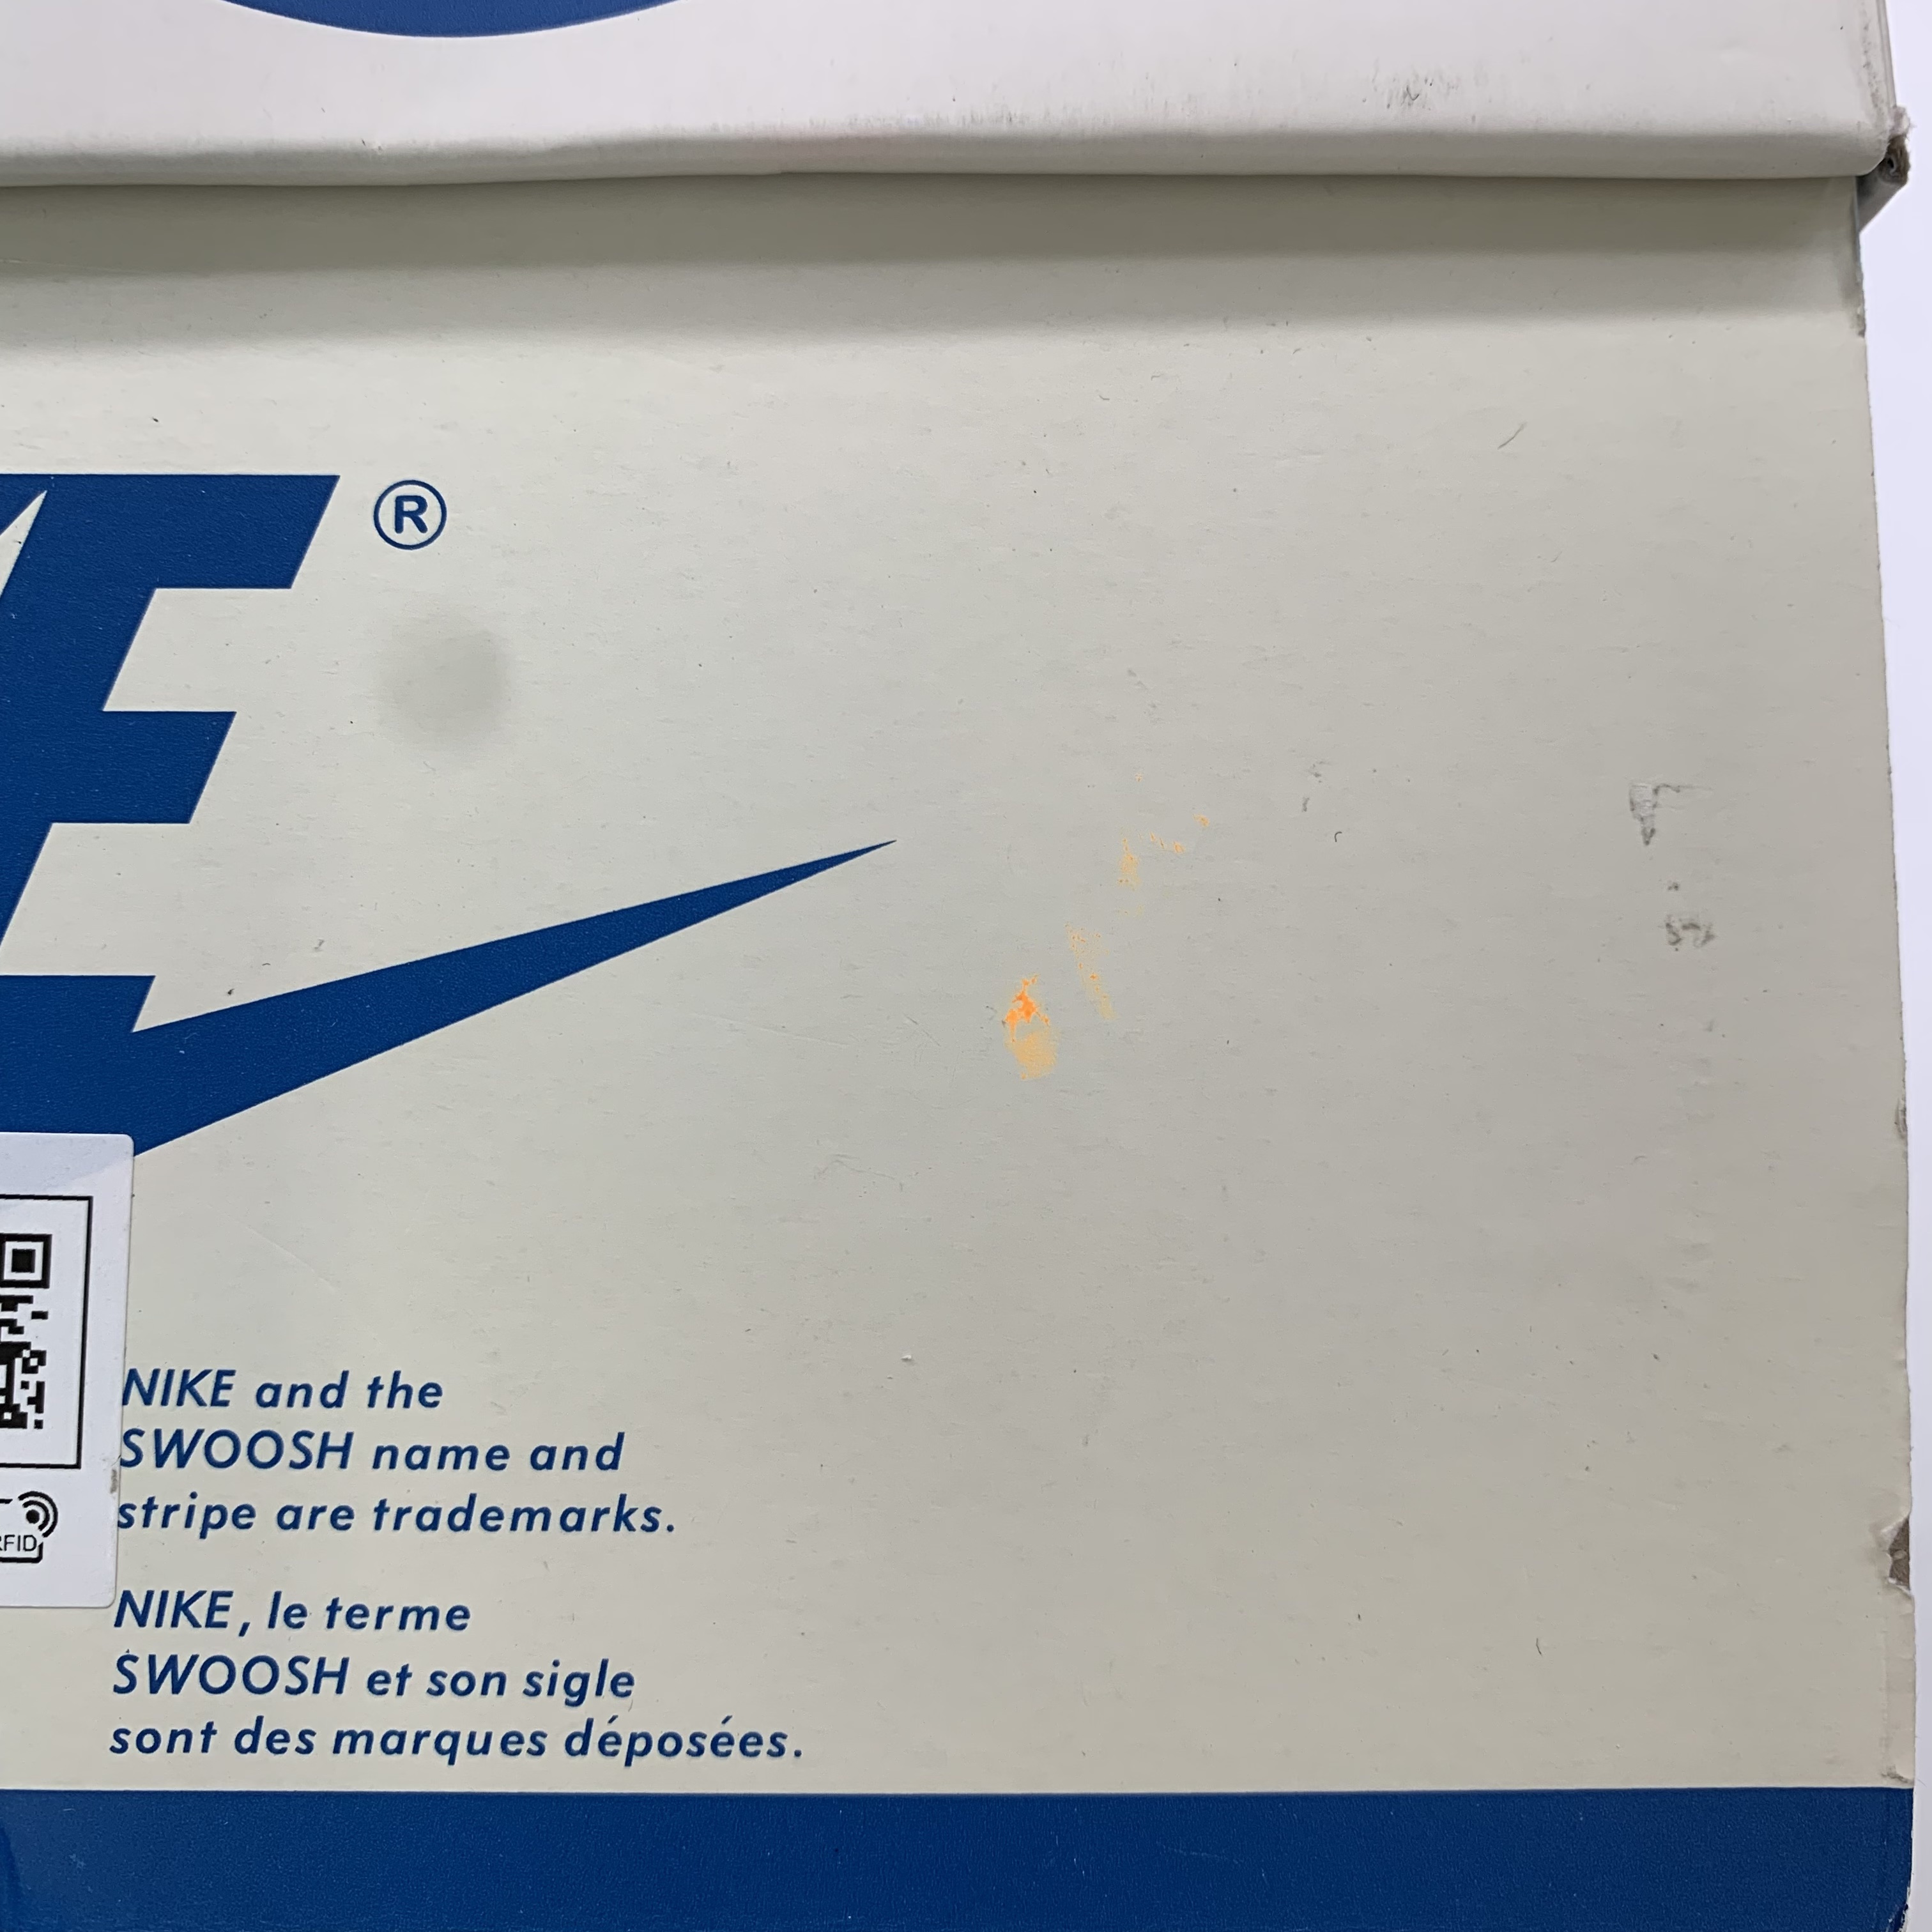 ®
NIKE and the
SWOOSH name and
stripe are trademarks.
NIKE, le terme
SWOOSH et son sigle
sont des marques déposées.
RFID